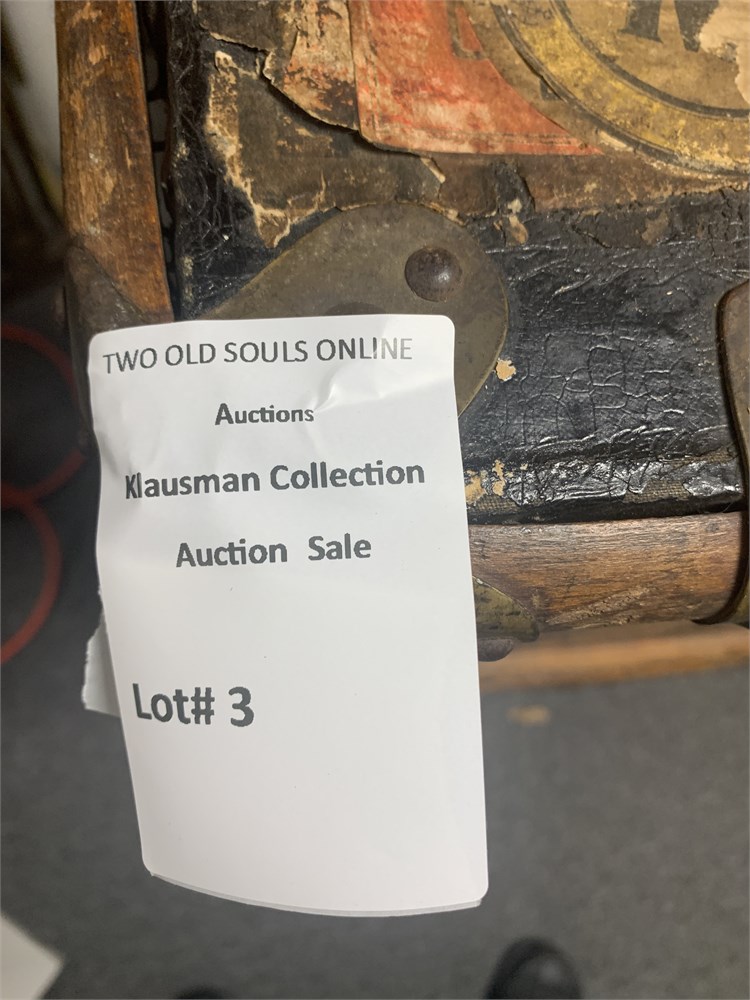 TWO OLD SOULS ONLINE
Auctions
Klausman Collection
Auction Sale
Lot# 3